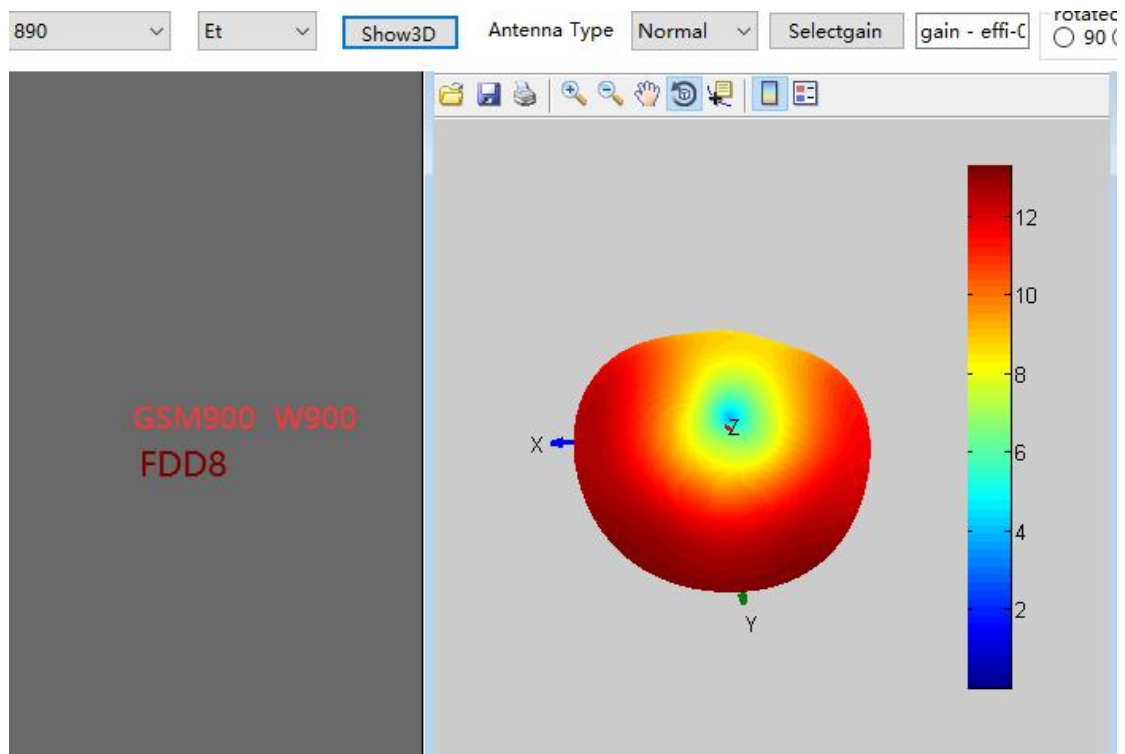 890 Et Show3D Antenna Type Normal Selectgain gain - effi-C rotated
90
12
10
8
6
4
2
X
Z
Y
GSM900 W900
FDD8